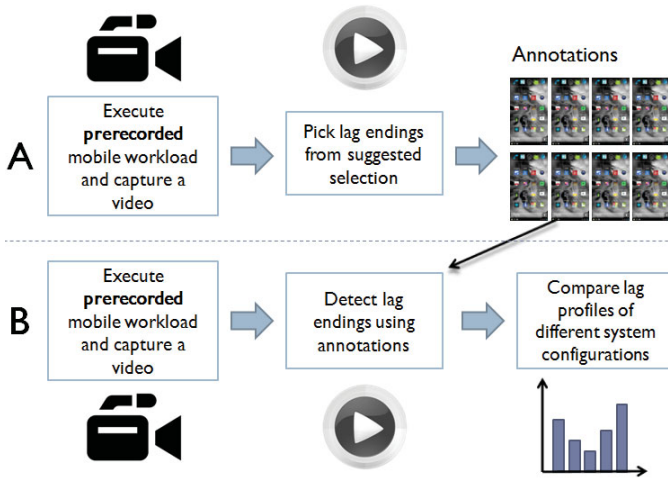 Annotations
A
Execute
prerecorded
mobile workload
and capture a
video
Pick lag endings
from suggested
selection
B
Execute
prerecorded
mobile workload
and capture a
video
Detect lag
endings using
annotations
Compare lag
profiles of
different system
configurations